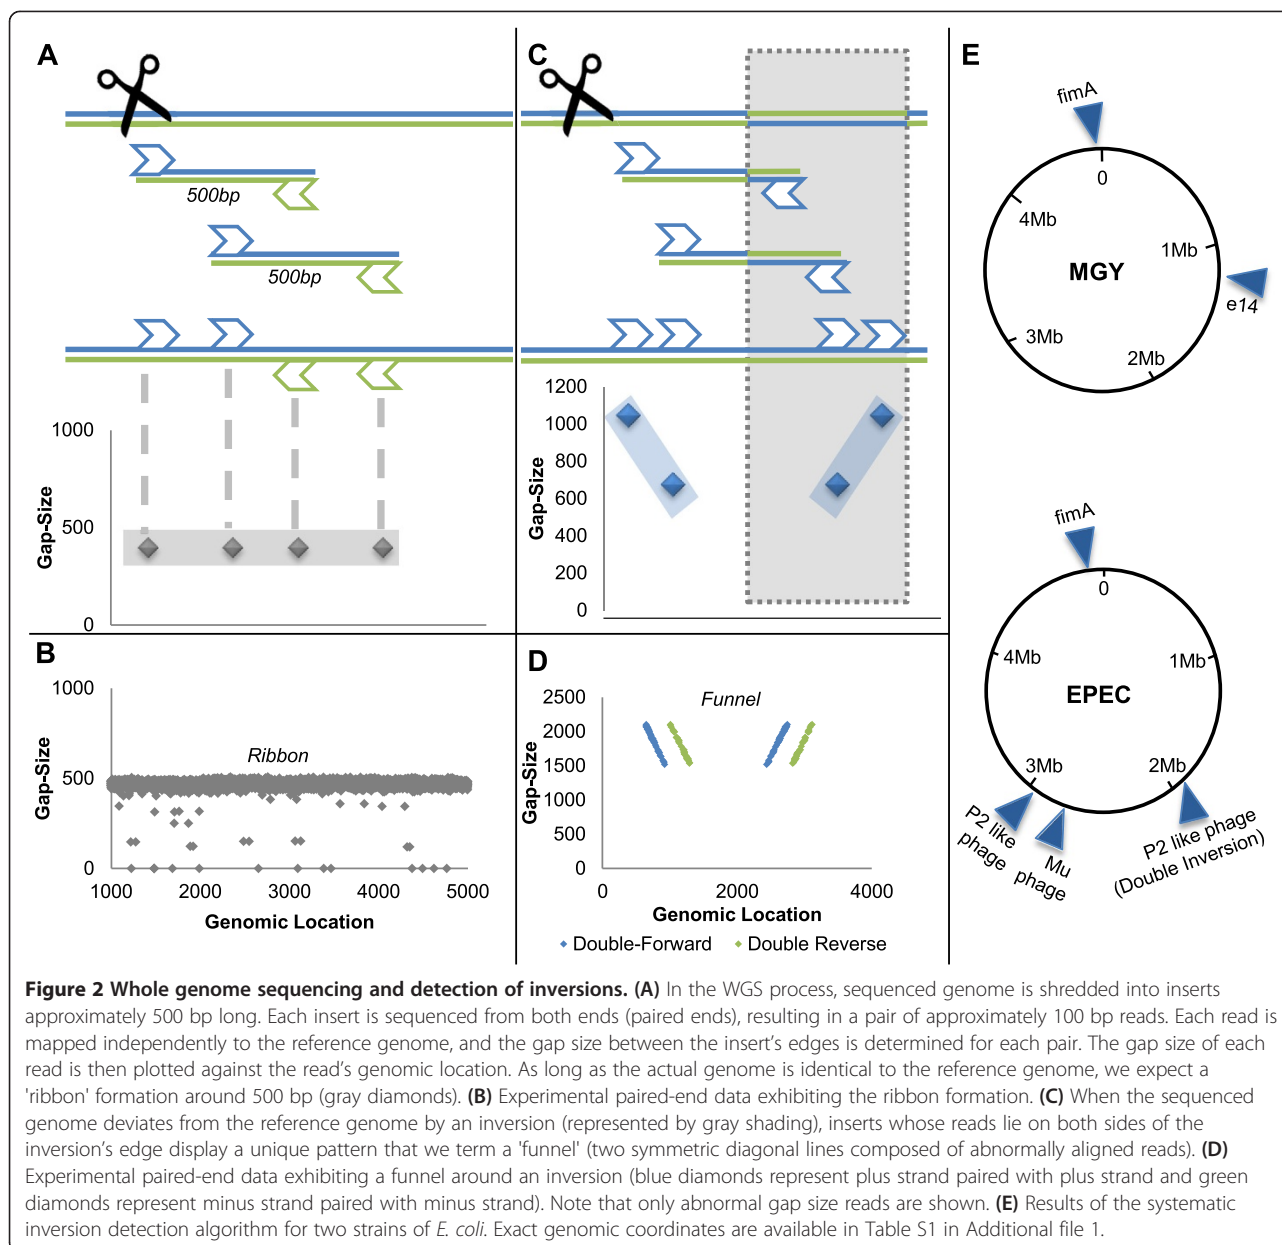 A
500bp
500bp
1000
500
0
Gap-Size
B
1000
500
0
Gap-Size
Ribbon
1000 2000 3000 4000 5000
Genomic Location
C
1200
1000
800
600
400
200
0
Gap-Size
D
2500
2000
1500
1000
500
0
Gap-Size
Funnel
0 2000 4000
Genomic Location
Double-Forward Double Reverse
E
fimA
0
1Mb
e14
2Mb
3Mb
4Mb
MGY
fimA
0
1Mb
2Mb
3Mb
4Mb
EPEC
P2 like
phage
Mu
phage
P2 like phage
(Double Inversion)
Figure 2 Whole genome sequencing and detection of inversions. (A) In the WGS process, sequenced genome is shredded into inserts
approximately 500 bp long. Each insert is sequenced from both ends (paired ends), resulting in a pair of approximately 100 bp reads. Each read is
mapped independently to the reference genome, and the gap size between the insert's edges is determined for each pair. The gap size of each
read is then plotted against the read's genomic location. As long as the actual genome is identical to the reference genome, we expect a
'ribbon' formation around 500 bp (gray diamonds). (B) Experimental paired-end data exhibiting the ribbon formation. (C) When the sequenced
genome deviates from the reference genome by an inversion (represented by gray shading), inserts whose reads lie on both sides of the
inversion's edge display a unique pattern that we term a 'funnel' (two symmetric diagonal lines composed of abnormally aligned reads). (D)
Experimental paired-end data exhibiting a funnel around an inversion (blue diamonds represent plus strand paired with plus strand and green
diamonds represent minus strand paired with minus strand). Note that only abnormal gap size reads are shown. (E) Results of the systematic
inversion detection algorithm for two strains of E. coli. Exact genomic coordinates are available in Table S1 in Additional file 1.